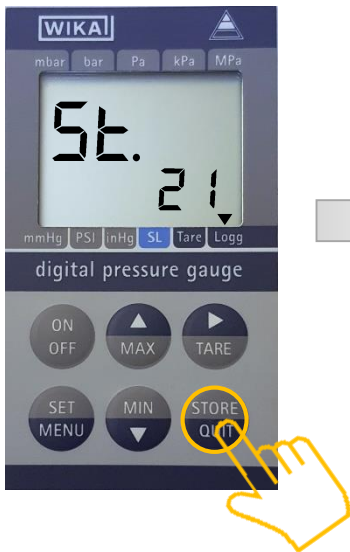 WIKA
mbar bar Pa kPa MPa
St.
21
mmHg PSI inHg SL Tare Logg
digital pressure gauge
ON OFF
MAX
TARE
SET MENU
MIN
STORE QUIT